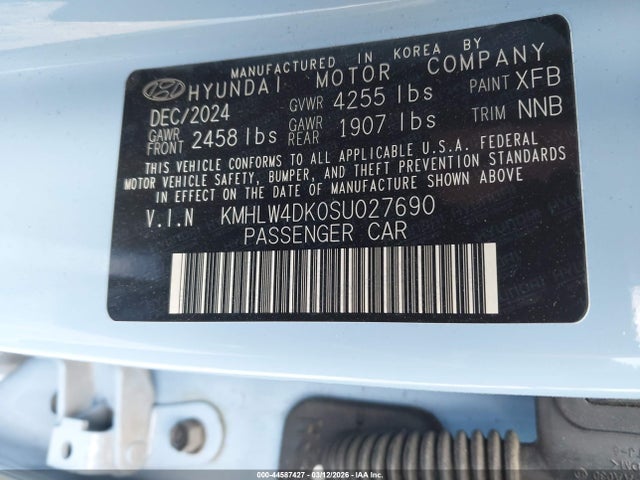 MANUFACTURED IN KOREA BY
HYUNDAI MOTOR COMPANY
DEC/2024 GVWR 4255 lbs PAINT XFB
GAWR FRONT 2458 lbs GAWR REAR 1907 lbs TRIM NNB
THIS VEHICLE CONFORMS TO ALL APPLICABLE U.S.A. FEDERAL
MOTOR VEHICLE SAFETY, BUMPER, AND THEFT PREVENTION STANDARDS
IN EFFECT ON THE DATE OF MANUFACTURE SHOWN ABOVE.
V.I.N KMHLW4DK0SU027690
PASSENGER CAR
000-44587427 - 03/12/2026 - IAAI.COM